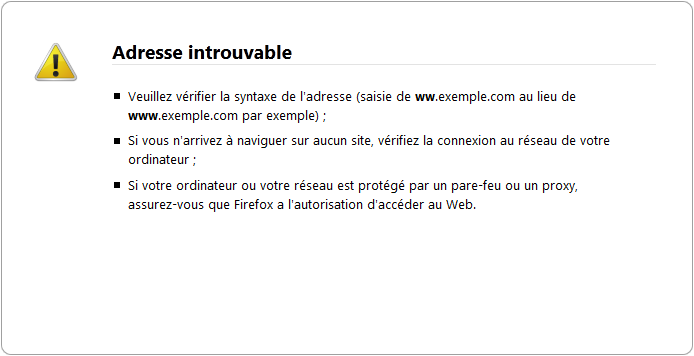 Adresse introuvable
Veuillez vérifier la syntaxe de l'adresse (saisie de ww.exemple.com au lieu de
www.exemple.com par exemple) ;
Si vous n'arrivez à naviguer sur aucun site, vérifiez la connexion au réseau de votre
ordinateur ;
Si votre ordinateur ou votre réseau est protégé par un pare-feu ou un proxy,
assurez-vous que Firefox a l'autorisation d'accéder au Web.